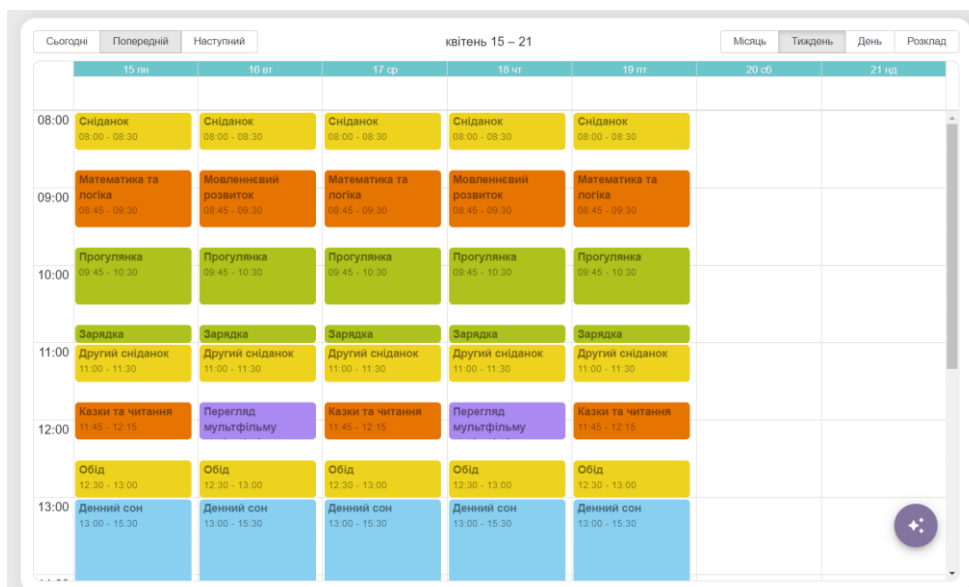 Сьогодні Попередній Наступний квітень 15 – 21 Місяць Тиждень День Розклад
15 пн 16 вт 17 ср 18 чт 19 пт 20 сб 21 нд
08:00 Сніданок Сніданок Сніданок Сніданок Сніданок
08:00 - 08:30 08:00 - 08:30 08:00 - 08:30 08:00 - 08:30 08:00 - 08:30
Математика та Мовленнєвий Математика та Мовленнєвий Математика та
09:00 логіка розвиток логіка розвиток логіка
08:45 - 09:30 08:45 - 09:30 08:45 - 09:30 08:45 - 09:30 08:45 - 09:30
Прогулянка Прогулянка Прогулянка Прогулянка Прогулянка
10:00 09:45 - 10:30 09:45 - 10:30 09:45 - 10:30 09:45 - 10:30 09:45 - 10:30
Зарядка Зарядка Зарядка Зарядка Зарядка
11:00 Другий сніданок Другий сніданок Другий сніданок Другий сніданок Другий сніданок
11:00 - 11:30 11:00 - 11:30 11:00 - 11:30 11:00 - 11:30 11:00 - 11:30
Казки та читання Перегляд Казки та читання Перегляд Казки та читання
12:00 11:45 - 12:15 мультфільму 11:45 - 12:15 мультфільму 11:45 - 12:15
Обід Обід Обід Обід Обід
12:30 - 13:00 12:30 - 13:00 12:30 - 13:00 12:30 - 13:00 12:30 - 13:00
13:00 Денний сон Денний сон Денний сон Денний сон Денний сон
13:00 - 15:30 13:00 - 15:30 13:00 - 15:30 13:00 - 15:30 13:00 - 15:30